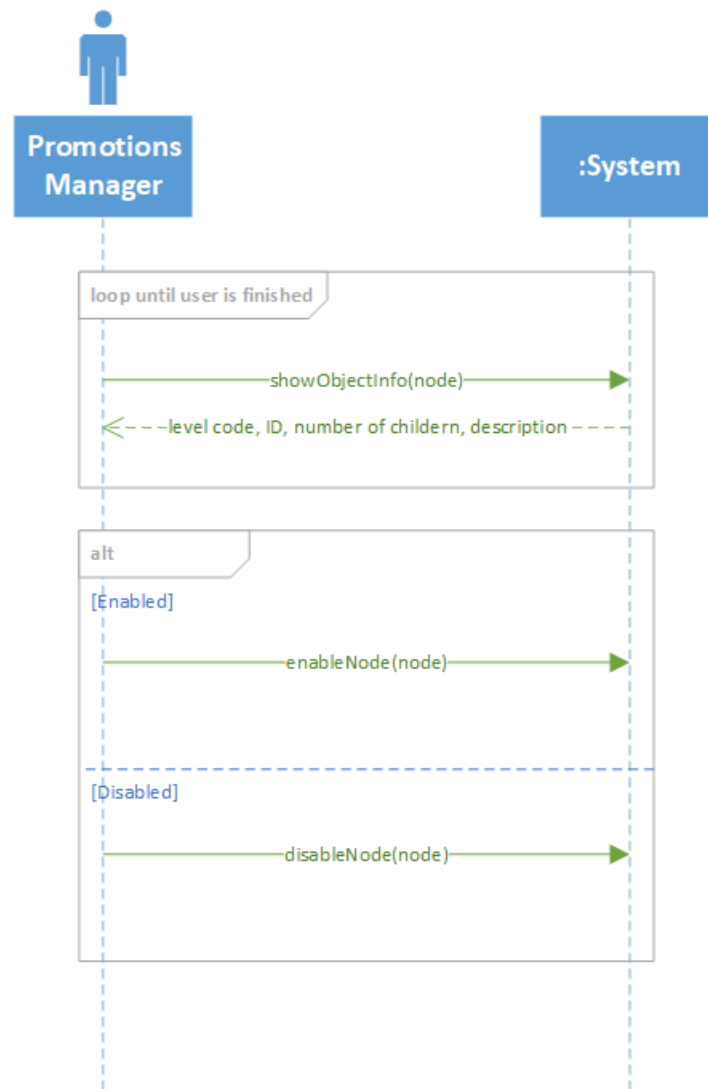 Promotions
Manager
:System
loop until user is finished
showObjectInfo(node)
level code, ID, number of childern, description
alt
[Enabled]
enableNode(node)
[Disabled]
disableNode(node)